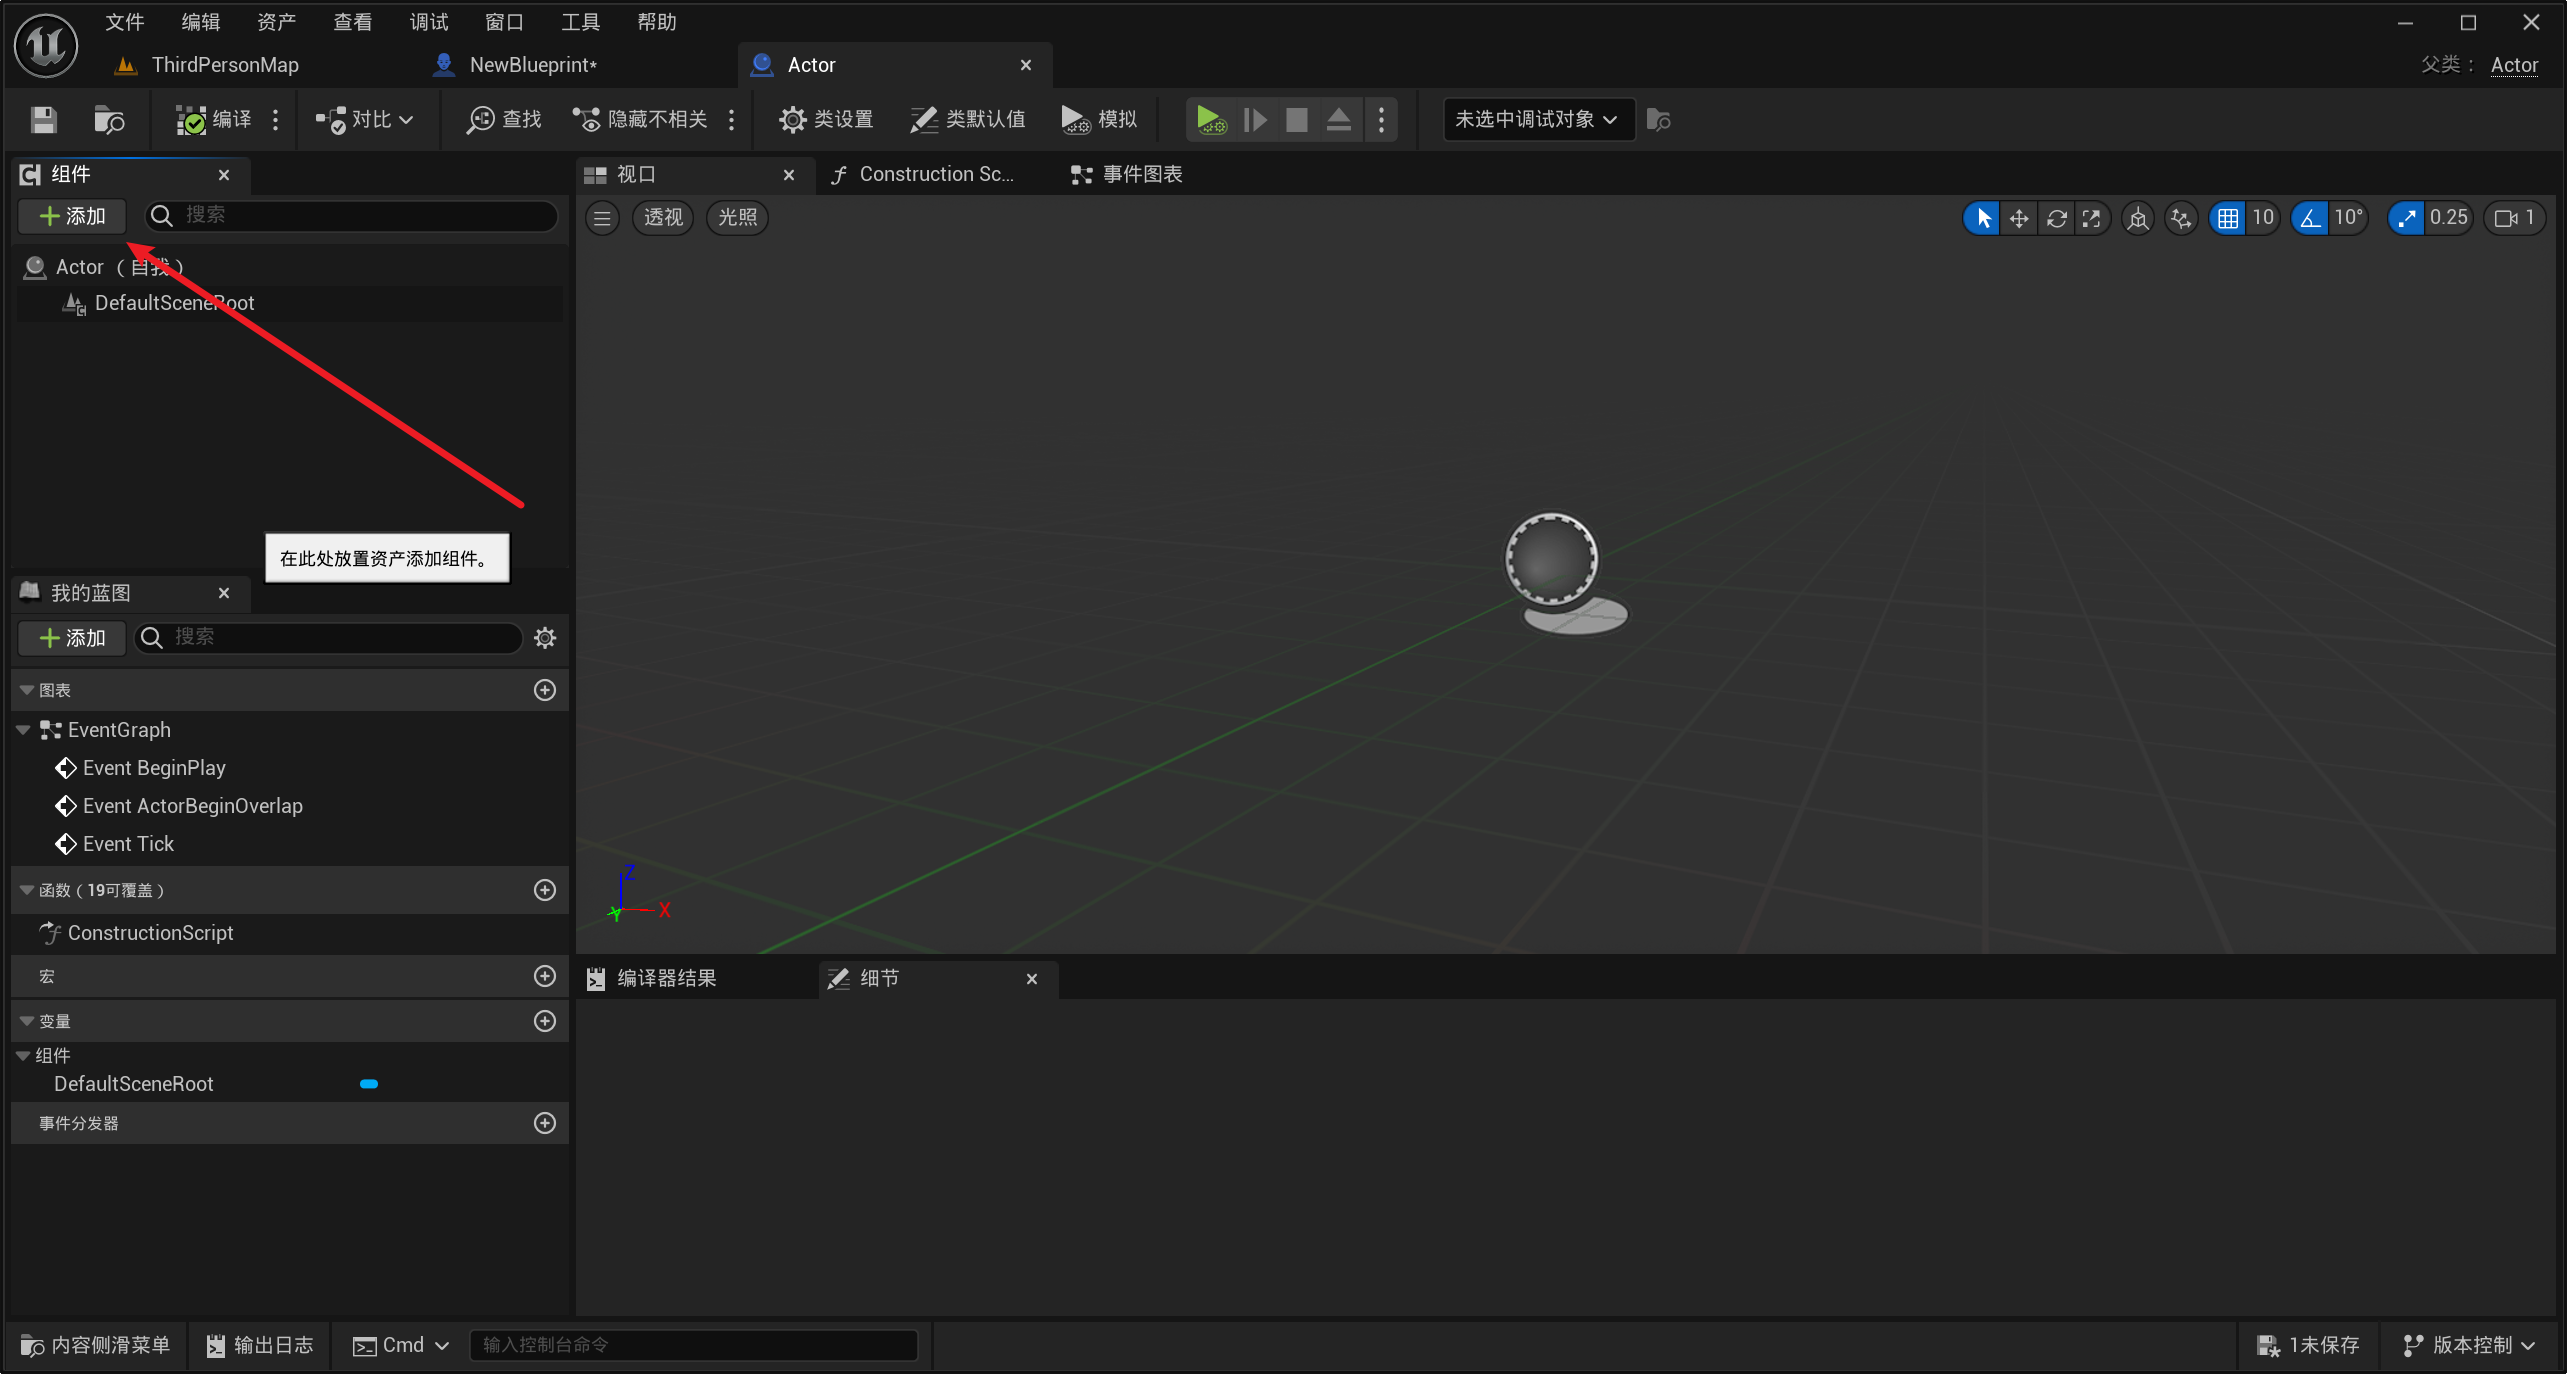 文件 编辑 资产 查看 调试 窗口 工具 帮助
ThirdPersonMap NewBlueprint* Actor 父类： Actor
编译 对比 查找 隐藏不相关 类设置 类默认值 模拟 未选中调试对象
组件 视口 Construction Sc... 事件图表
添加 搜索 透视 光照 10 10° 0.25 1
Actor （自我）
DefaultSceneRoot
在此处放置资产添加组件。
我的蓝图
添加 搜索
图表
EventGraph
Event BeginPlay
Event ActorBeginOverlap
Event Tick
Z
Y X
函数（19可覆盖）
ConstructionScript
宏 编译器结果 细节
变量
组件
DefaultSceneRoot
事件分发器
内容侧滑菜单 输出日志 Cmd 输入控制台命令 1未保存 版本控制